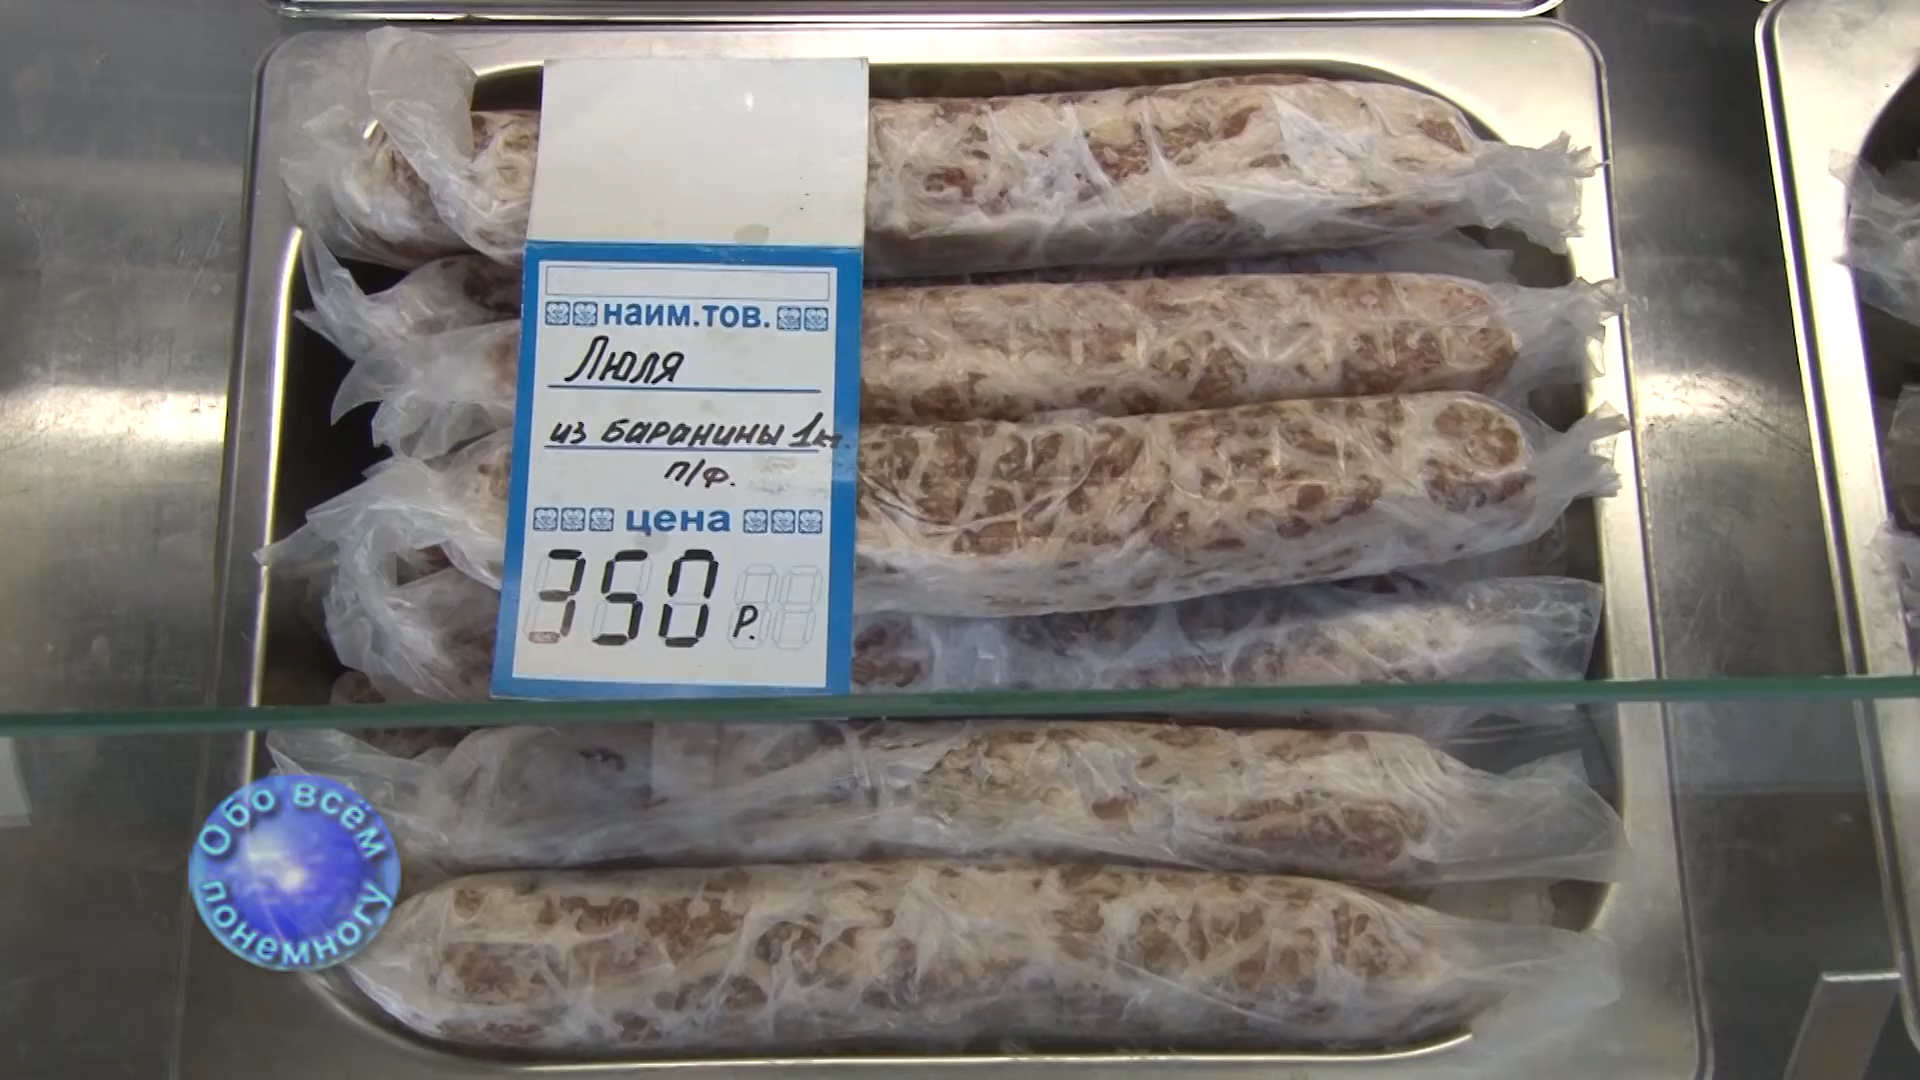 наим.тов.
Люля
из баранины 1кг.
п/ф.
цена
350 Р.
Обо всём
понемногу